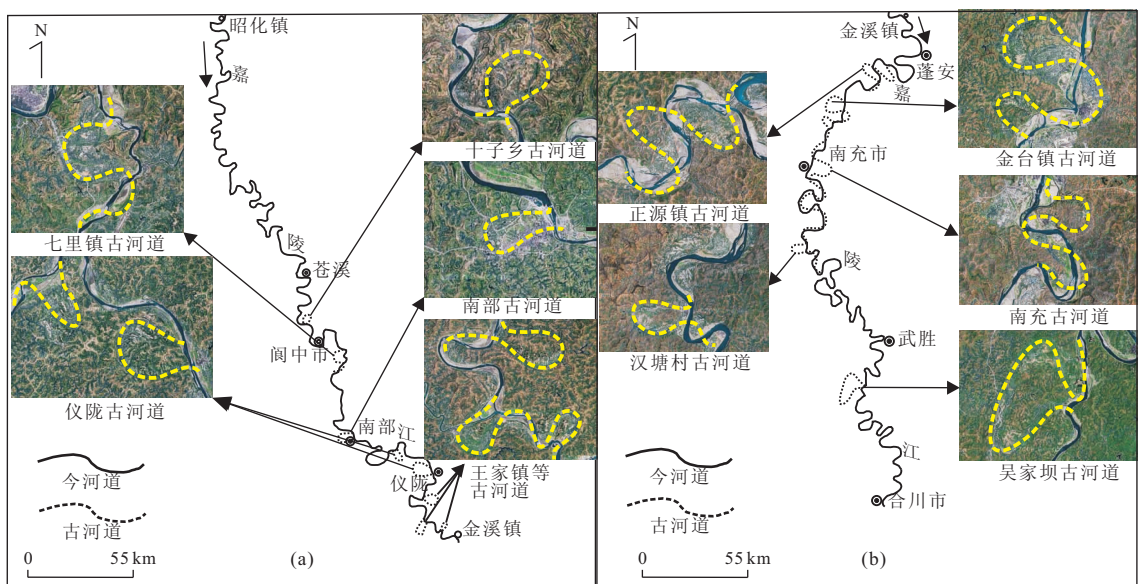 N
昭化镇
嘉
十子乡古河道
七里镇古河道
陵
苍溪
南部古河道
阆中市
仪陇古河道
南部
江
仪陇
王家镇等
古河道
金溪镇
今河道
古河道
0
55 km
(a)
N
金溪镇
蓬安
嘉
金台镇古河道
南充市
正源镇古河道
陵
南充古河道
汉塘村古河道
武胜
吴家坝古河道
江
合川市
今河道
古河道
0
55 km
(b)